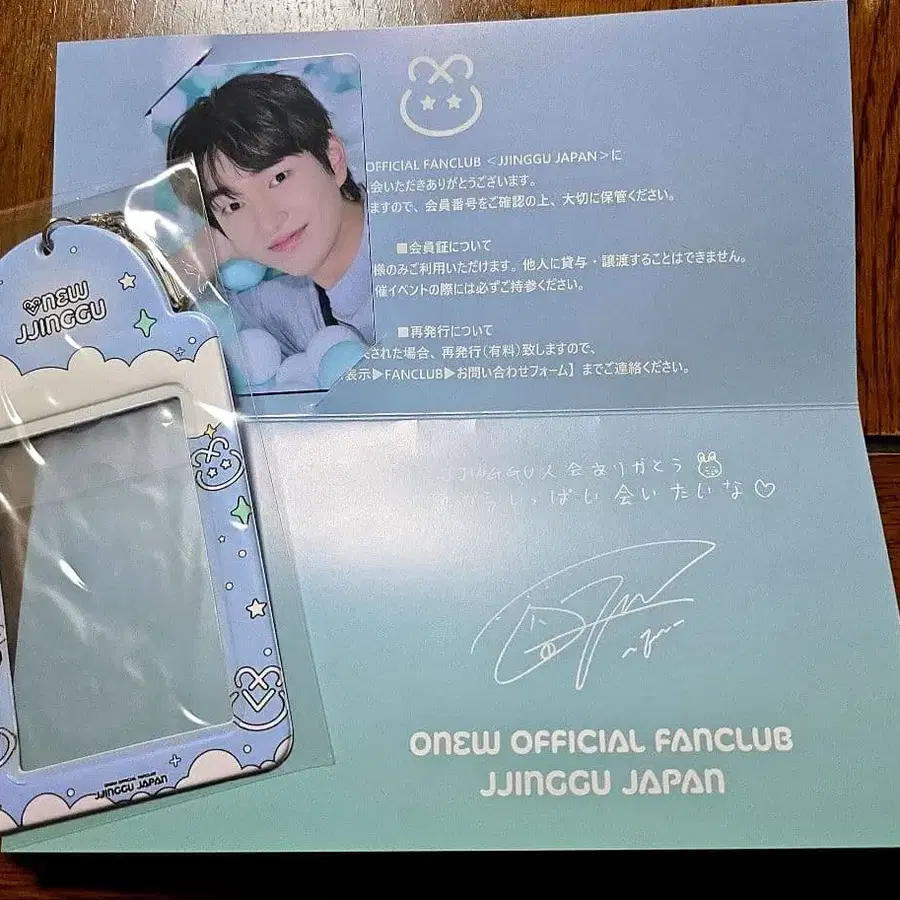 OFFICIAL FANCLUB <JJINGGU JAPAN>に
会いただきありがとうございます。
ますので、会員番号をご確認の上、大切に保管ください。
■会員証について
様のみご利用いただけます。他人に貸与・譲渡することはできません。
催イベントの際には必ずご持参ください。
■再発行について
された場合、再発行(有料)致しますので、
表示▶FANCLUB▶お問い合わせフォーム】までご連絡ください。
ONEW
JJINGGU
JINGGU入会ありがとう
いっぱい会いたいな♡
ONEW OFFICIAL FANCLUB
JJINGGU JAPAN
ONEW OFFICIAL FANCLUB
JJINGGU JAPAN